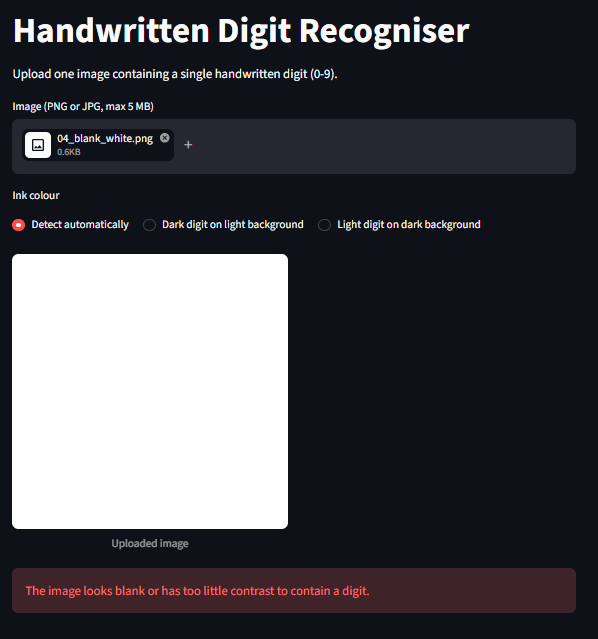 Handwritten Digit Recogniser
Upload one image containing a single handwritten digit (0-9).
Image (PNG or JPG, max 5 MB)
04_blank_white.png
0.6KB
+
Ink colour
Detect automatically
Dark digit on light background
Light digit on dark background
Uploaded image
The image looks blank or has too little contrast to contain a digit.